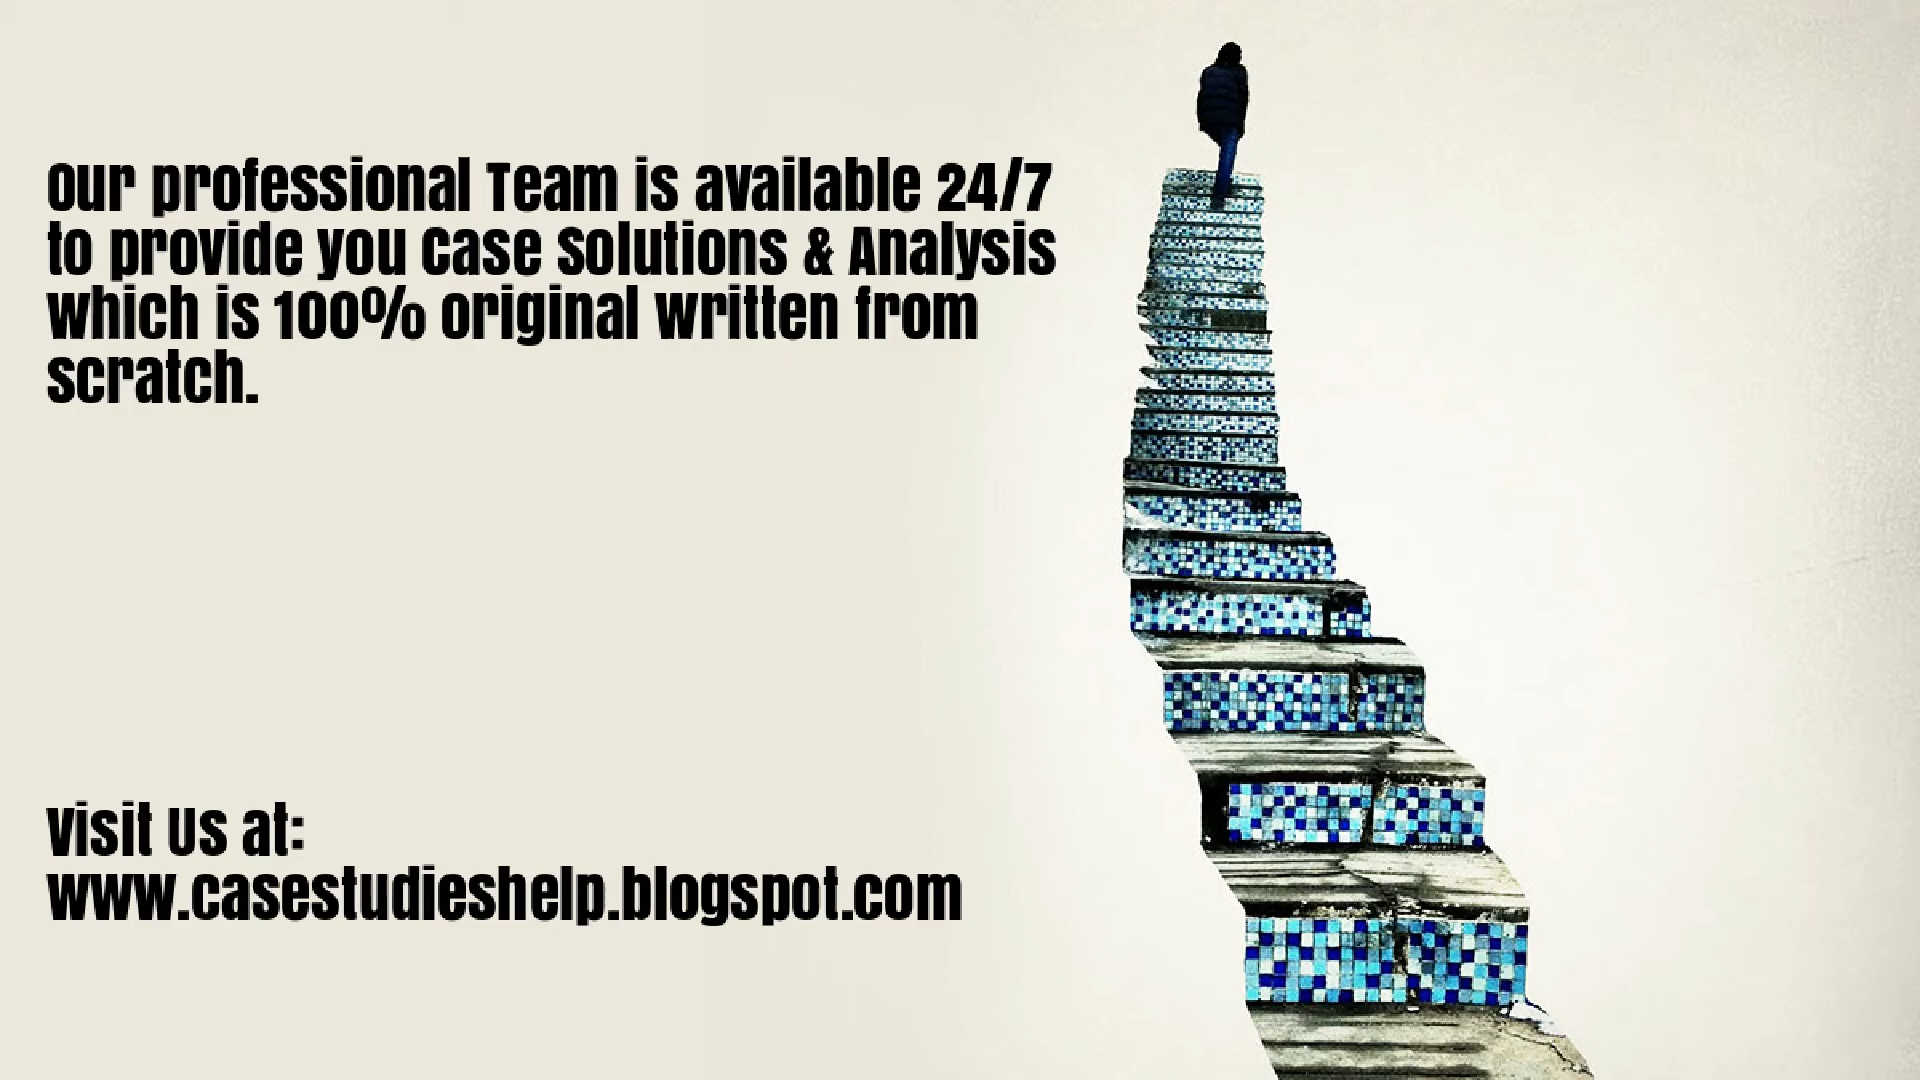 Our professional Team is available 24/7
to provide you Case Solutions & Analysis
which is 100% original written from
scratch.
Visit Us at:
www.casestudieshelp.blogspot.com